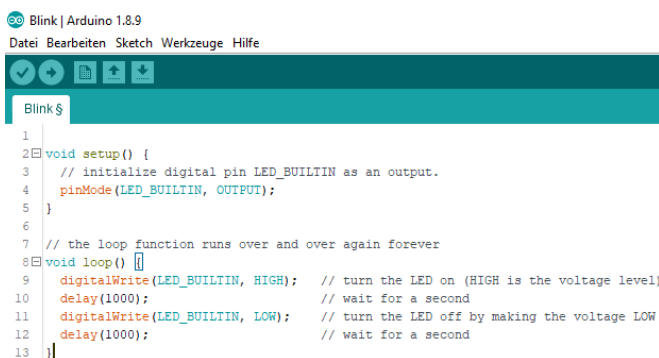 Blink | Arduino 1.8.9
Datei Bearbeiten Sketch Werkzeuge Hilfe
Blink §
1
2 void setup() {
3   // initialize digital pin LED_BUILTIN as an output.
4   pinMode(LED_BUILTIN, OUTPUT);
5 }
6
7 // the loop function runs over and over again forever
8 void loop() {
9   digitalWrite(LED_BUILTIN, HIGH);   // turn the LED on (HIGH is the voltage level)
10   delay(1000);                       // wait for a second
11   digitalWrite(LED_BUILTIN, LOW);    // turn the LED off by making the voltage LOW
12   delay(1000);                       // wait for a second
13 }